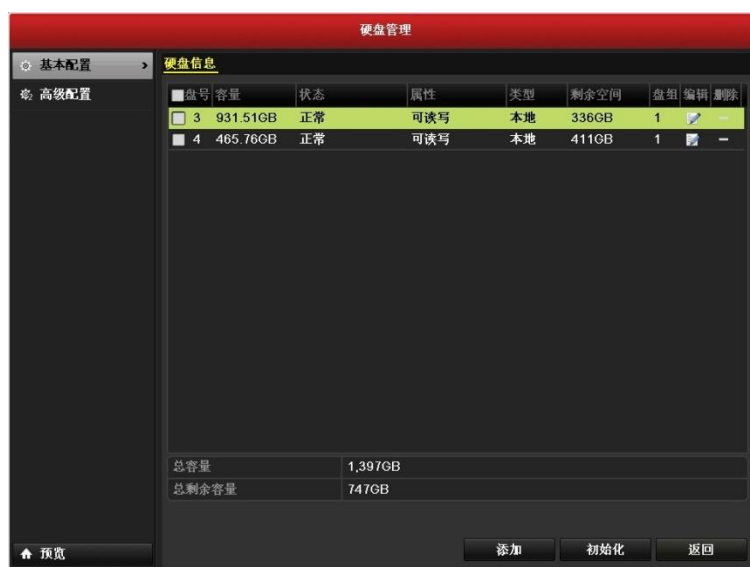 硬盘管理
基本配置
高级配置
硬盘信息
盘号 容量 状态 属性 类型 剩余空间 盘组 编辑 删除
3 931.51GB 正常 可读写 本地 336GB 1
4 465.76GB 正常 可读写 本地 411GB 1
总容量 1,397GB
总剩余容量 747GB
预览
添加 初始化 返回